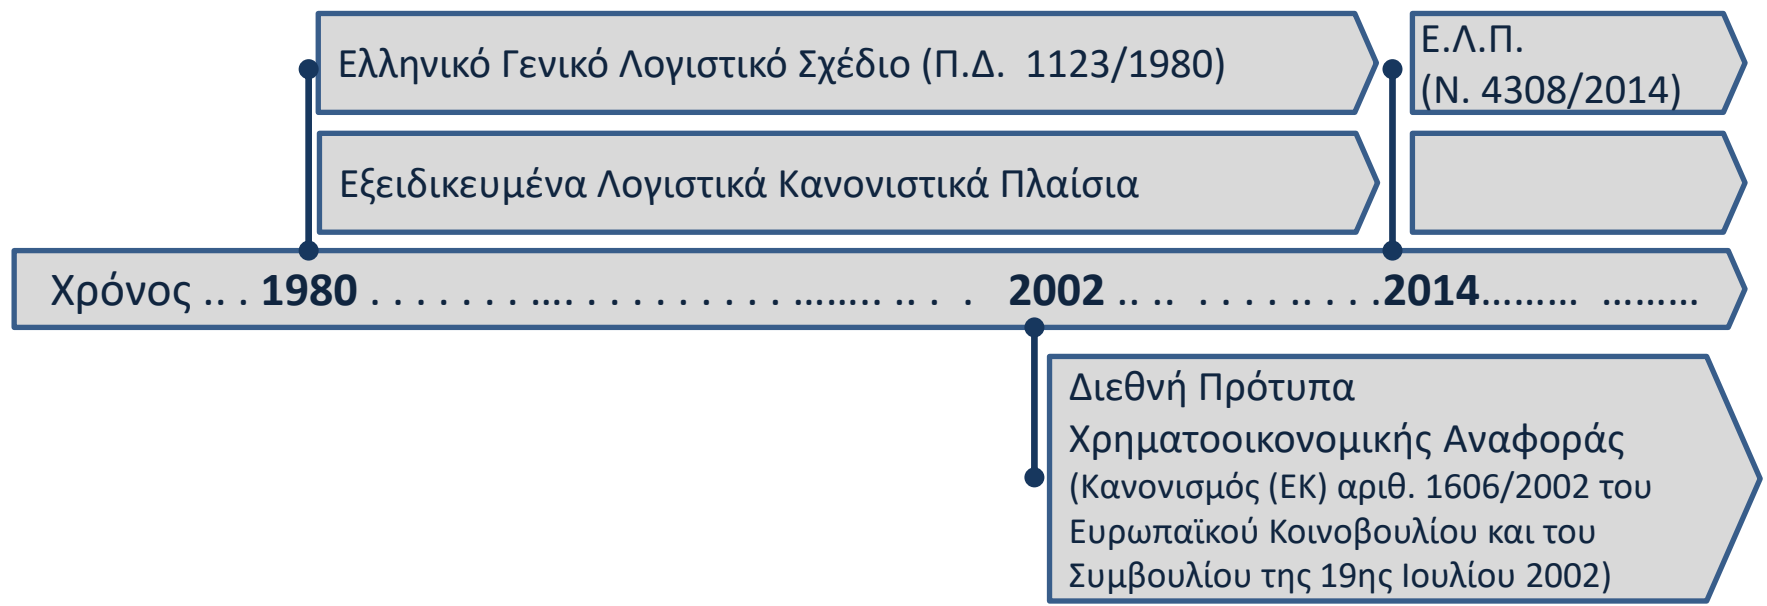 Ελληνικό Γενικό Λογιστικό Σχέδιο (Π.Δ. 1123/1980)
Ε.Λ.Π.
(Ν. 4308/2014)
Εξειδικευμένα Λογιστικά Κανονιστικά Πλαίσια
Χρόνος .. . 1980 . . . . . . . .... . . . . . . . . . ........ .. . . 2002 .. .. . . . . .. . . .2014......... .........
Διεθνή Πρότυπα
Χρηματοοικονομικής Αναφοράς
(Κανονισμός (ΕΚ) αριθ. 1606/2002 του
Ευρωπαϊκού Κοινοβουλίου και του
Συμβουλίου της 19ης Ιουλίου 2002)